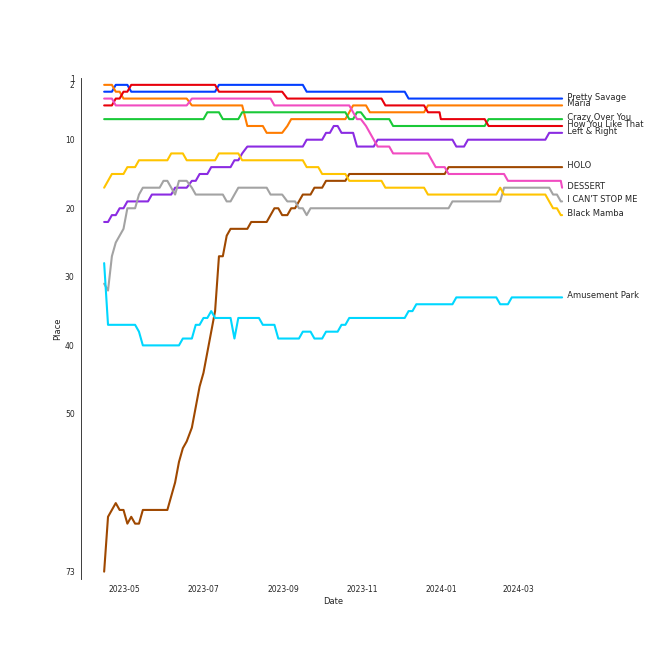 1
2
10
20
30
40
50
73
Place
2023-05
2023-07
2023-09
2023-11
2024-01
2024-03
Date
Pretty Savage
Maria
Crazy Over You
How You Like That
Left & Right
HOLO
DESSERT
I CAN'T STOP ME
Black Mamba
Amusement Park